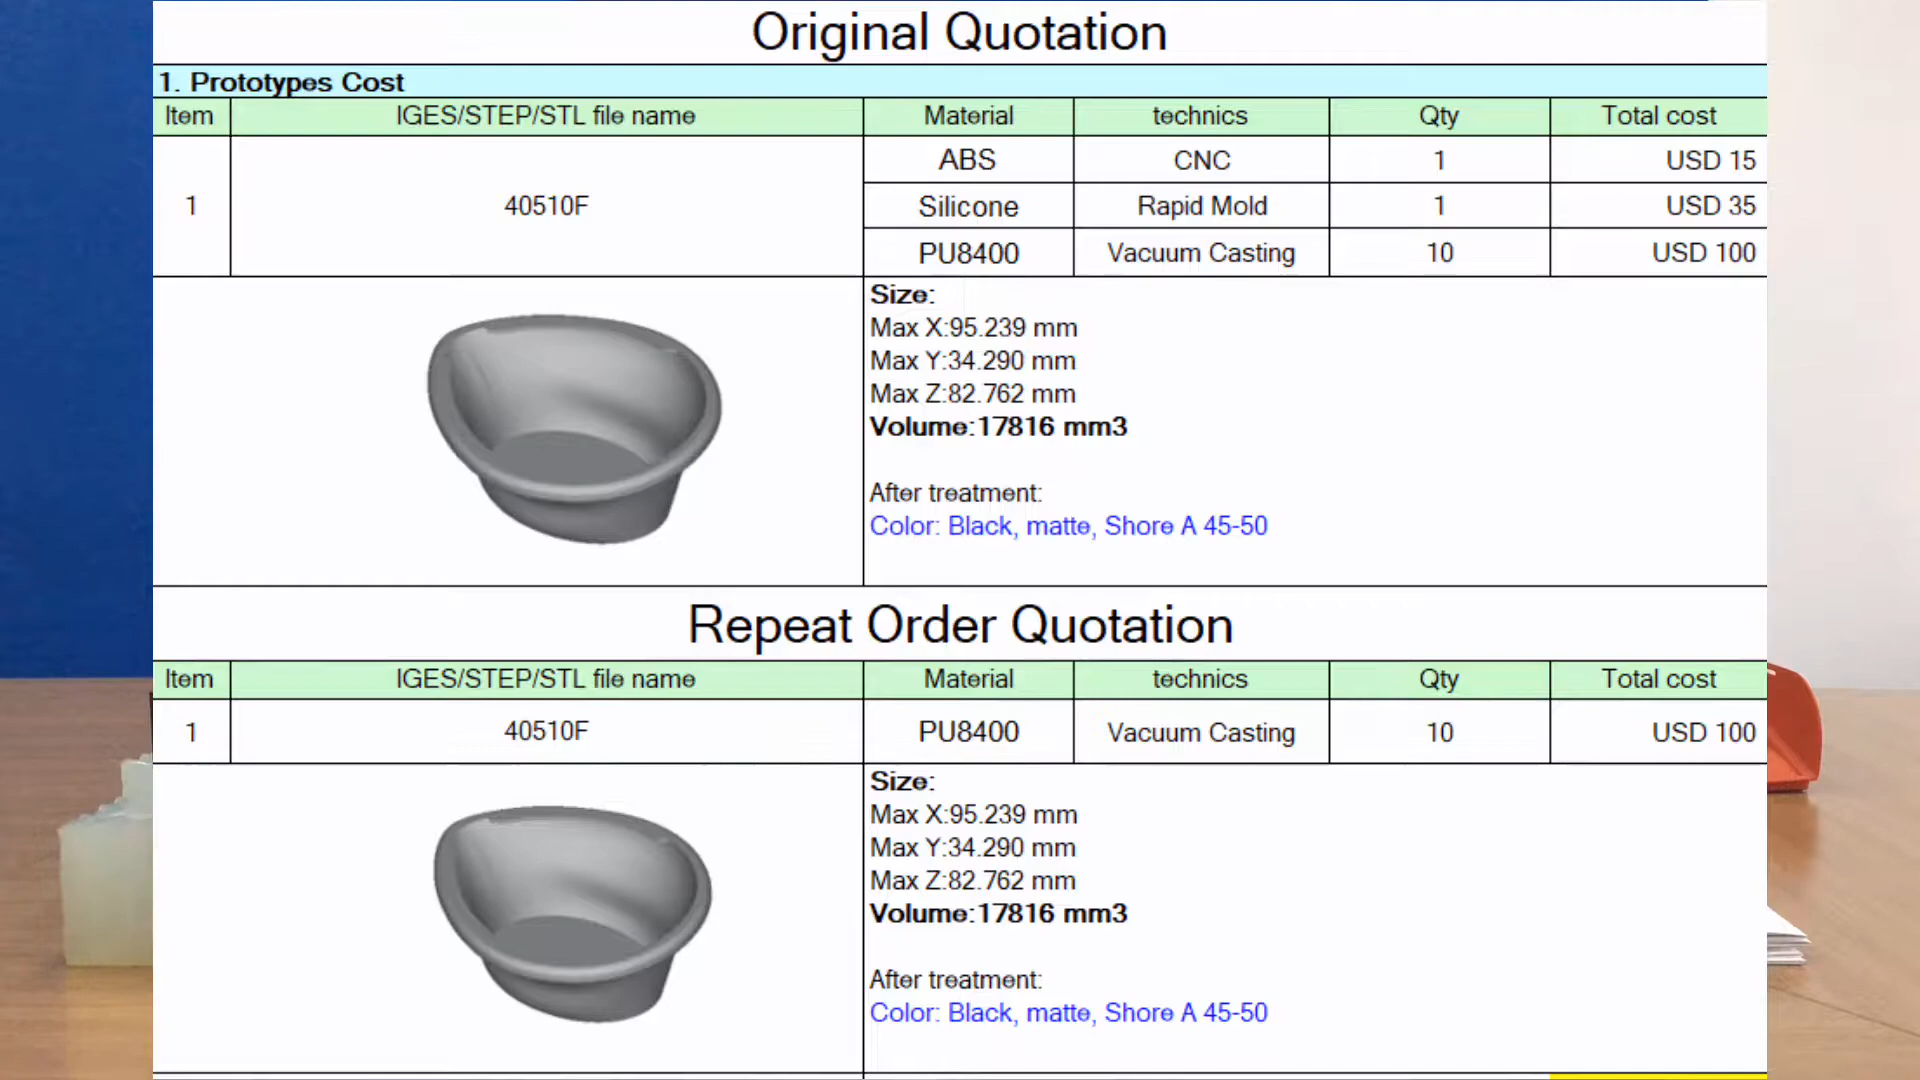 Original Quotation
1. Prototypes Cost
Item IGES/STEP/STL file name Material technics Qty Total cost
1 40510F ABS CNC 1 USD 15
Silicone Rapid Mold 1 USD 35
PU8400 Vacuum Casting 10 USD 100
Size:
Max X:95.239 mm
Max Y:34.290 mm
Max Z:82.762 mm
Volume:17816 mm3
After treatment:
Color: Black, matte, Shore A 45-50
Repeat Order Quotation
Item IGES/STEP/STL file name Material technics Qty Total cost
1 40510F PU8400 Vacuum Casting 10 USD 100
Size:
Max X:95.239 mm
Max Y:34.290 mm
Max Z:82.762 mm
Volume:17816 mm3
After treatment:
Color: Black, matte, Shore A 45-50